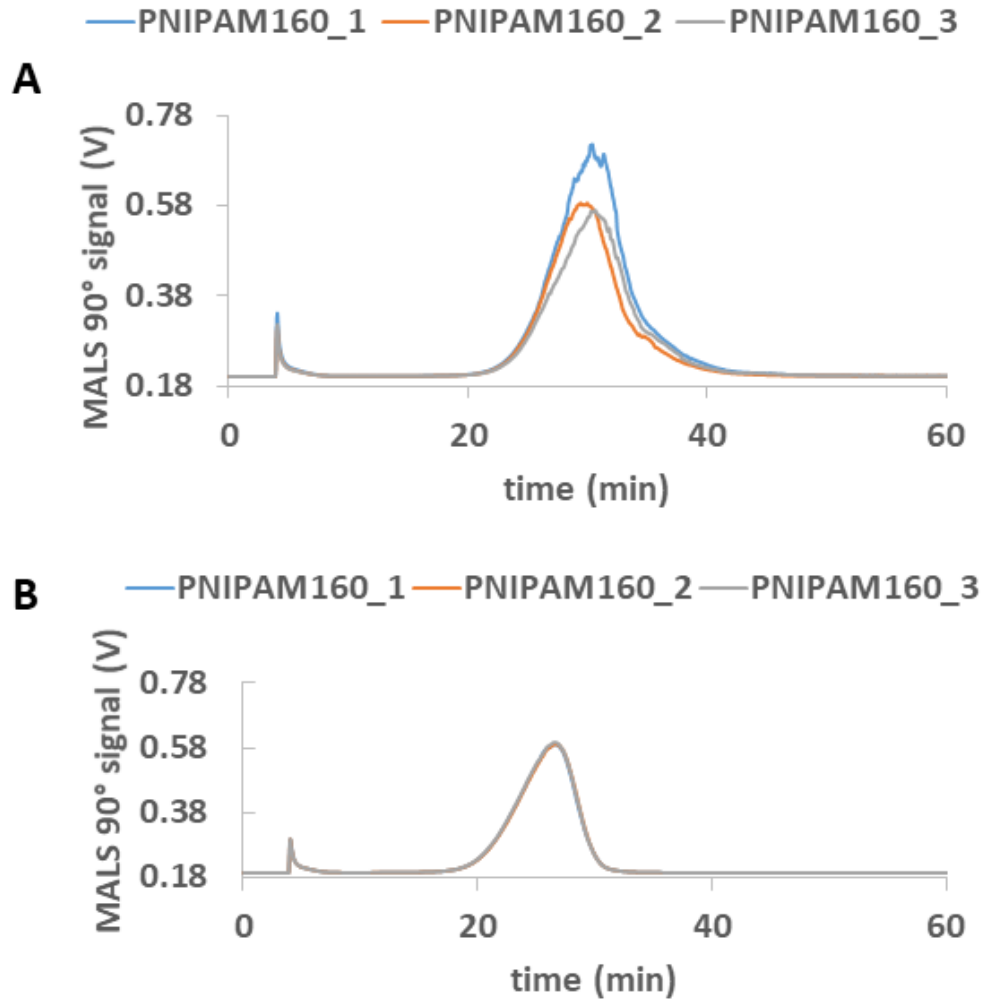 PNIPAM160_1 PNIPAM160_2 PNIPAM160_3
A
MALS 90° signal (V)
0.78
0.58
0.38
0.18
0 20 40 60
time (min)
B
PNIPAM160_1 PNIPAM160_2 PNIPAM160_3
MALS 90° signal (V)
0.78
0.58
0.38
0.18
0 20 40 60
time (min)